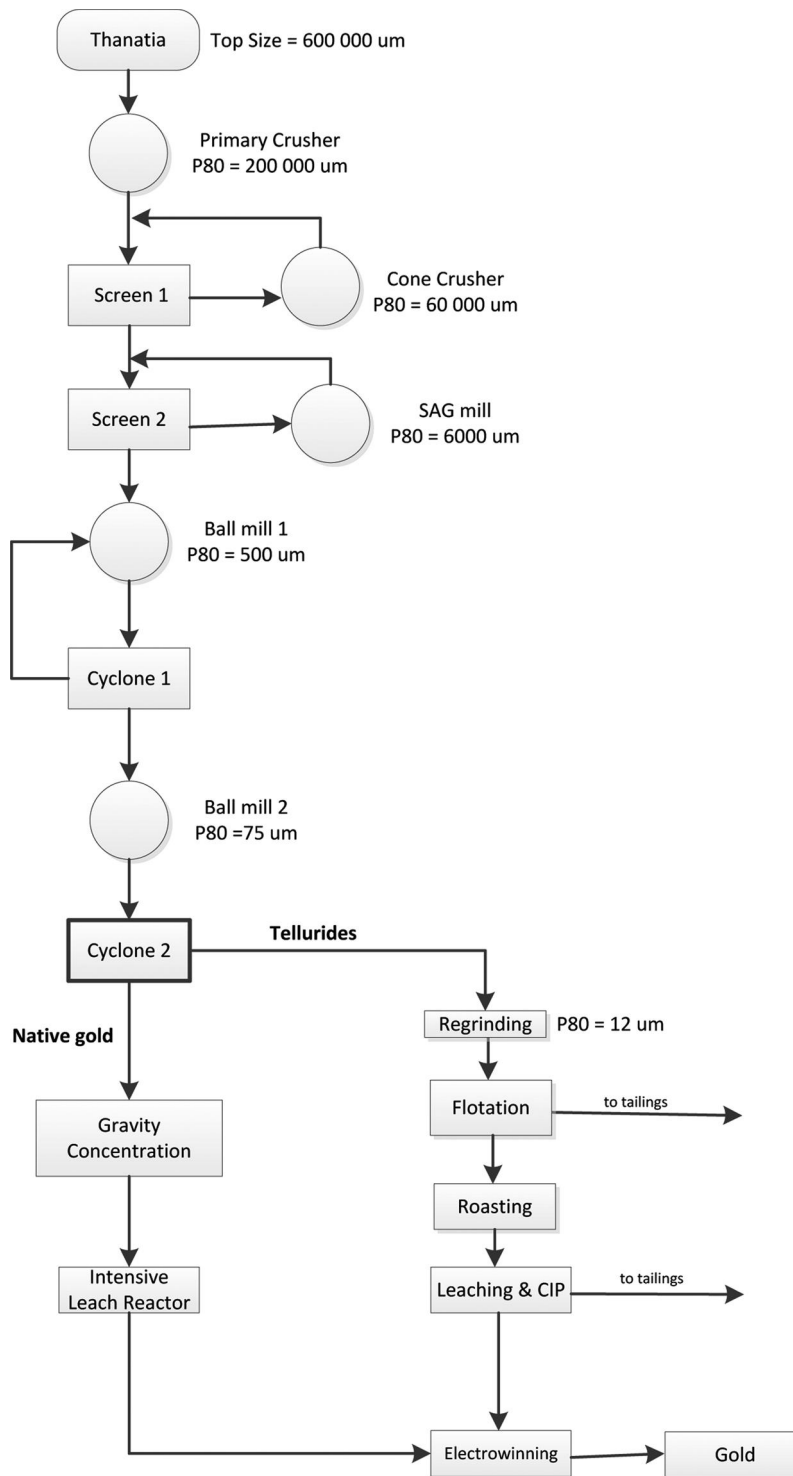 Thanatia
Top Size = 600 000 um
Primary Crusher
P80 = 200 000 um
Screen 1
Cone Crusher
P80 = 60 000 um
Screen 2
SAG mill
P80 = 6000 um
Ball mill 1
P80 = 500 um
Cyclone 1
Ball mill 2
P80 =75 um
Cyclone 2
Tellurides
Native gold
Regrinding
P80 = 12 um
Gravity
Concentration
Flotation
to tailings
Roasting
Intensive
Leach Reactor
Leaching & CIP
to tailings
Electrowinning
Gold